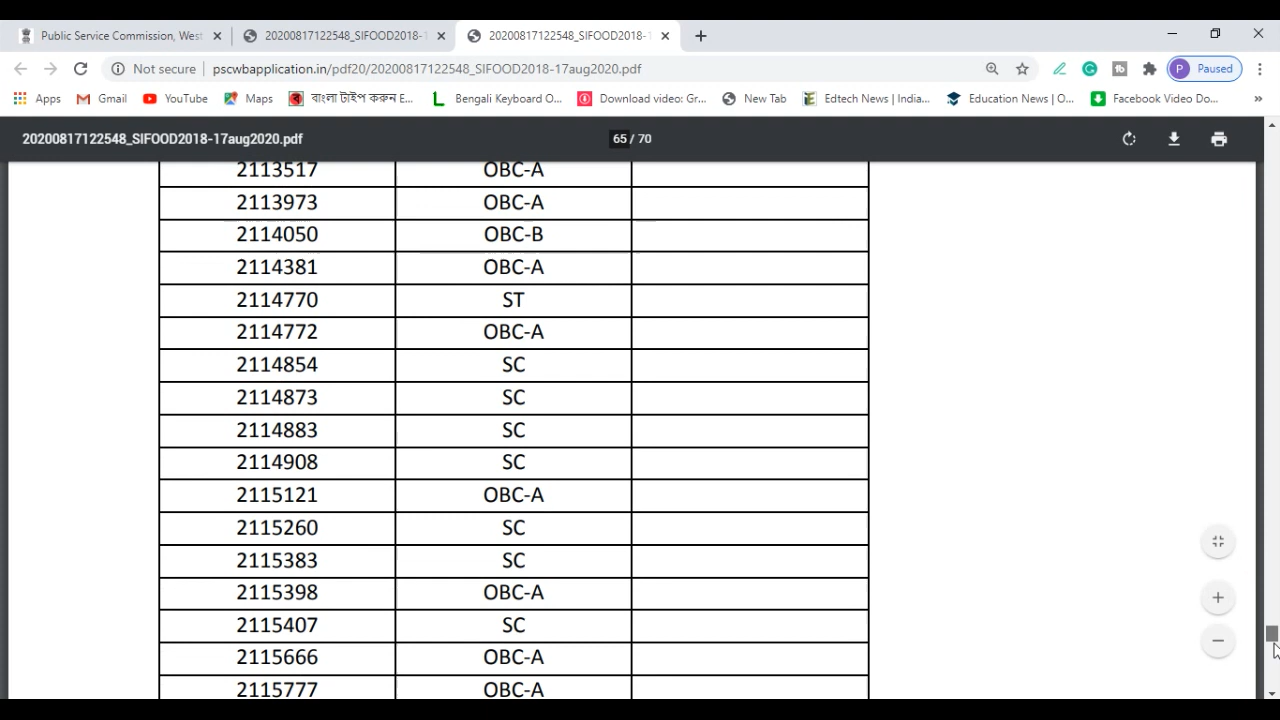 Public Service Commission, West
20200817122548_SIFOOD2018-1
20200817122548_SIFOOD2018-1
Not secure
pscwbapplication.in/pdf20/20200817122548_SIFOOD2018-17aug2020.pdf
P Paused
Apps
Gmail
YouTube
Maps
বাংলা টাইপ করুন E...
Bengali Keyboard O...
Download video: Gr...
New Tab
Edtech News | India...
Education News | O...
Facebook Video Do...
»
20200817122548_SIFOOD2018-17aug2020.pdf
65 / 70
2113517 OBC-A
2113973 OBC-A
2114050 OBC-B
2114381 OBC-A
2114770 ST
2114772 OBC-A
2114854 SC
2114873 SC
2114883 SC
2114908 SC
2115121 OBC-A
2115260 SC
2115383 SC
2115398 OBC-A
2115407 SC
2115666 OBC-A
2115777 OBC-A